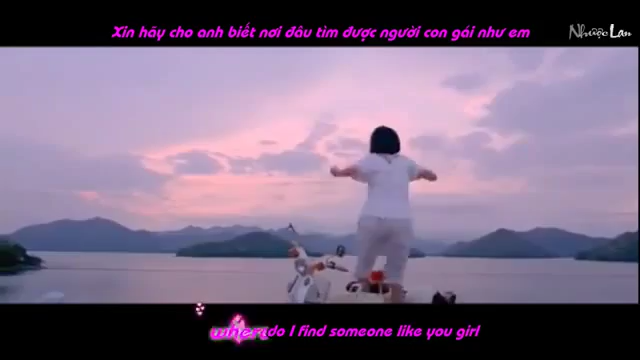 Xin hãy cho anh biết nơi đâu tìm được người con gái như em
Nhược Lan
when do I find someone like you girl